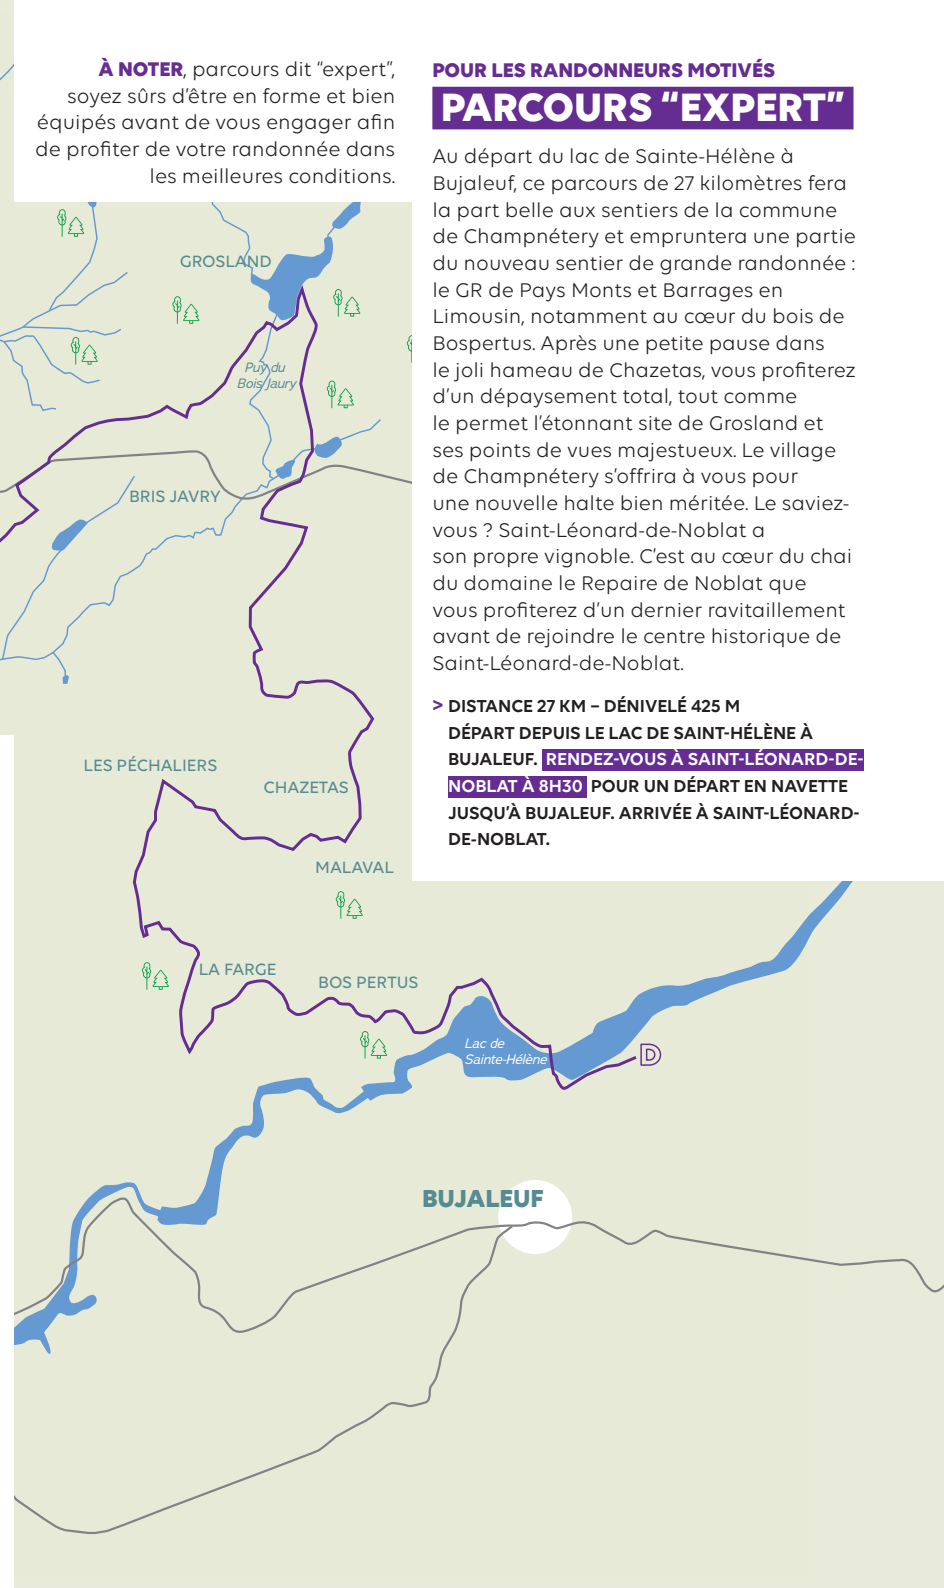 À NOTER, parcours dit “expert”,
soyez sûrs d’être en forme et bien
équipés avant de vous engager afin
de profiter de votre randonnée dans
les meilleures conditions.
POUR LES RANDONNEURS MOTIVÉS
PARCOURS “EXPERT”
Au départ du lac de Sainte-Hélène à
Bujaleuf, ce parcours de 27 kilomètres fera
la part belle aux sentiers de la commune
de Champnétery et empruntera une partie
du nouveau sentier de grande randonnée :
le GR de Pays Monts et Barrages en
Limousin, notamment au cœur du bois de
Bospertus. Après une petite pause dans
le joli hameau de Chazetas, vous profiterez
d’un dépaysement total, tout comme
le permet l’étonnant site de Grosland et
ses points de vues majestueux. Le village
de Champnétery s’offrira à vous pour
une nouvelle halte bien méritée. Le saviez-
vous ? Saint-Léonard-de-Noblat a
son propre vignoble. C’est au cœur du chai
du domaine le Repaire de Noblat que
vous profiterez d’un dernier ravitaillement
avant de rejoindre le centre historique de
Saint-Léonard-de-Noblat.
> DISTANCE 27 KM – DÉNIVELÉ 425 M
DÉPART DEPUIS LE LAC DE SAINT-HÉLÈNE À
BUJALEUF. RENDEZ-VOUS À SAINT-LÉONARD-DE-
NOBLAT À 8H30 POUR UN DÉPART EN NAVETTE
JUSQU’À BUJALEUF. ARRIVÉE À SAINT-LÉONARD-
DE-NOBLAT.
GROSLAND
Puy du
Bois Jaury
BRIS JAVRY
LES PÉCHALIERS
CHAZETAS
MALAVAL
LA FARGE
BOS PERTUS
Lac de
Sainte-Hélène
D
BUJALEUF